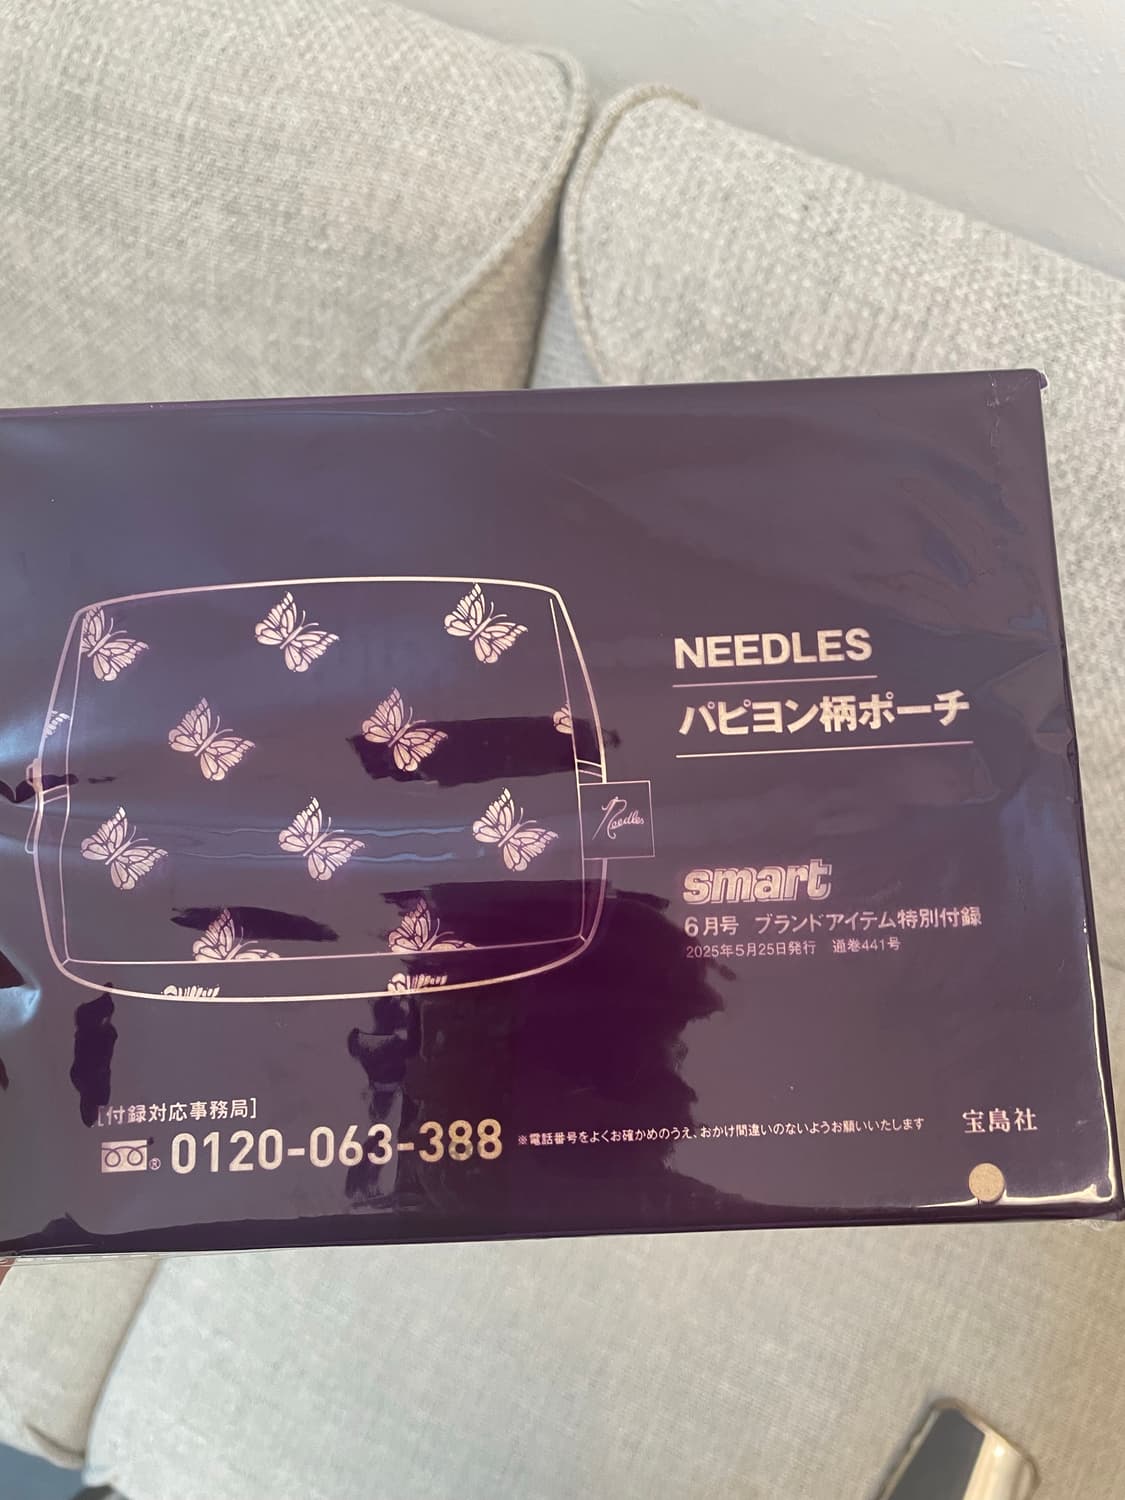 NEEDLES
パピヨン柄ポーチ
Needles
smart
6月号 ブランドアイテム特別付録
2025年5月25日発行 通巻441号
[付録対応事務局]
® 0120-063-388 ※電話番号をよくお確かめのうえ、おかけ間違いのないようお願いいたします
宝島社